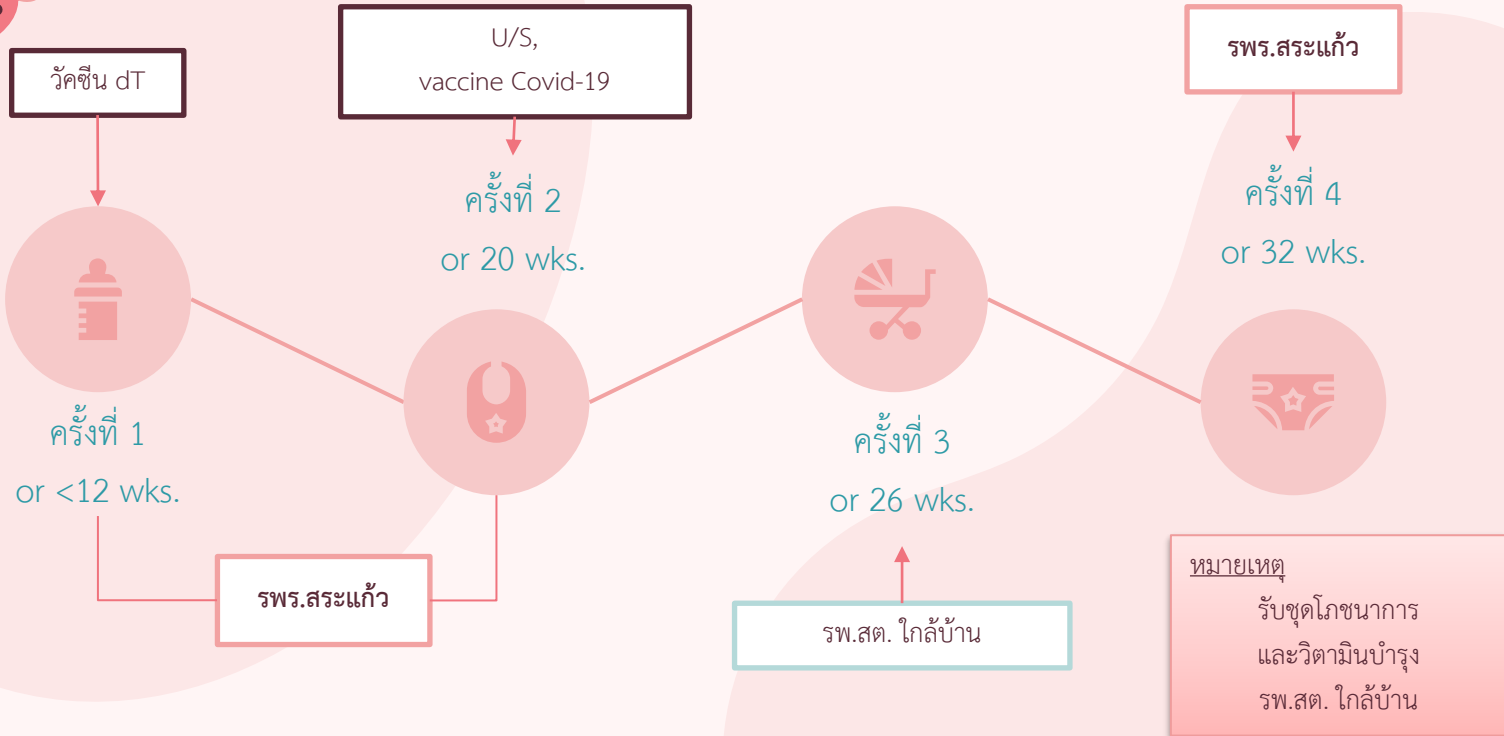 วัคซีน dT
U/S,
vaccine Covid-19
รพร.สระแก้ว
ครั้งที่ 2
or 20 wks.
ครั้งที่ 4
or 32 wks.
ครั้งที่ 1
or <12 wks.
ครั้งที่ 3
or 26 wks.
รพร.สระแก้ว
รพ.สต. ใกล้บ้าน
หมายเหตุ
รับชุดโภชนาการ
และวิตามินบำรุง
รพ.สต. ใกล้บ้าน